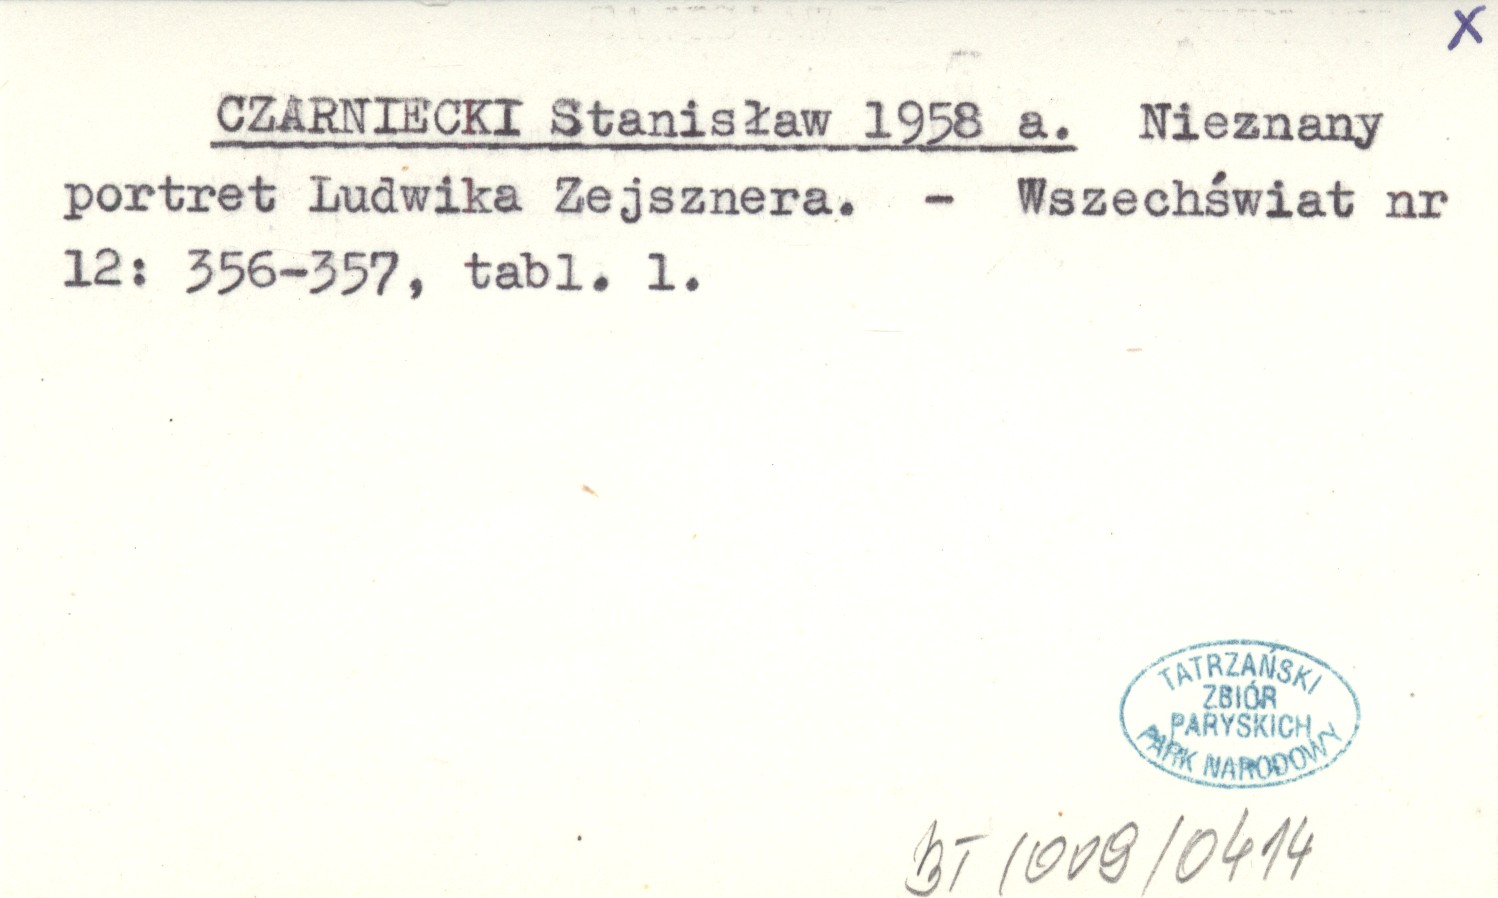 X
CZARNIECKI Stanisław 1958 a. Nieznany
portret Ludwika Zejsznera. - Wszechświat nr
12: 356-357, tabl. 1.
TATRZAŃSKI
ZBIÓR
PARYSKICH
PARK NARODOWY
BT/009/0414